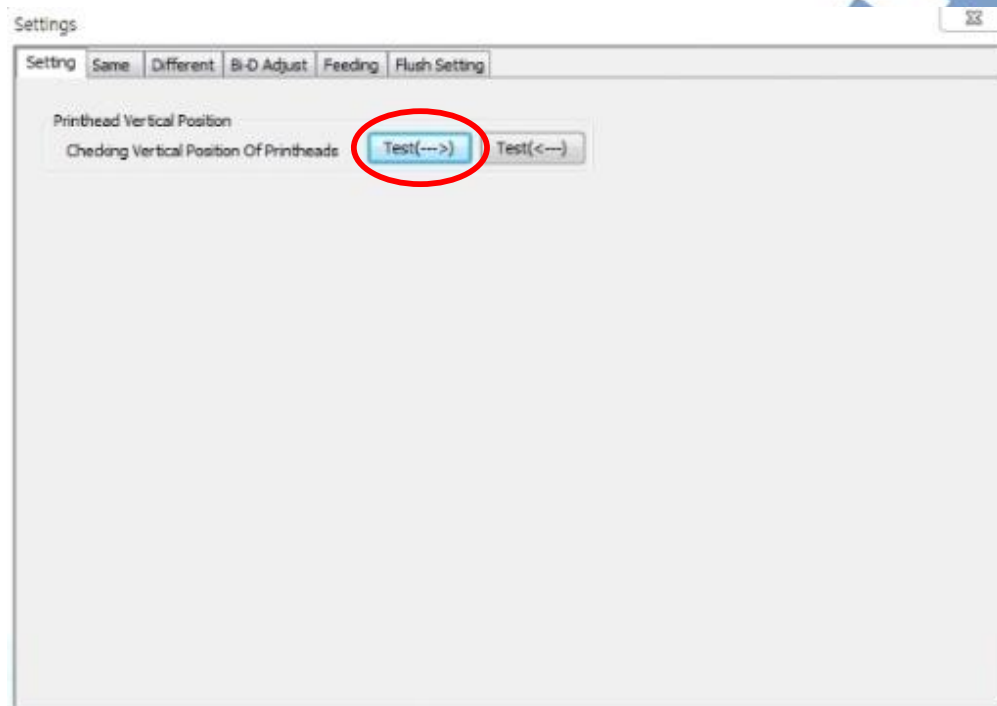 Settings
Setting Same Different Bi-D Adjust Feeding Flush Setting
Printhead Vertical Position
Checking Vertical Position Of Printheads Test(--->) Test(<---)